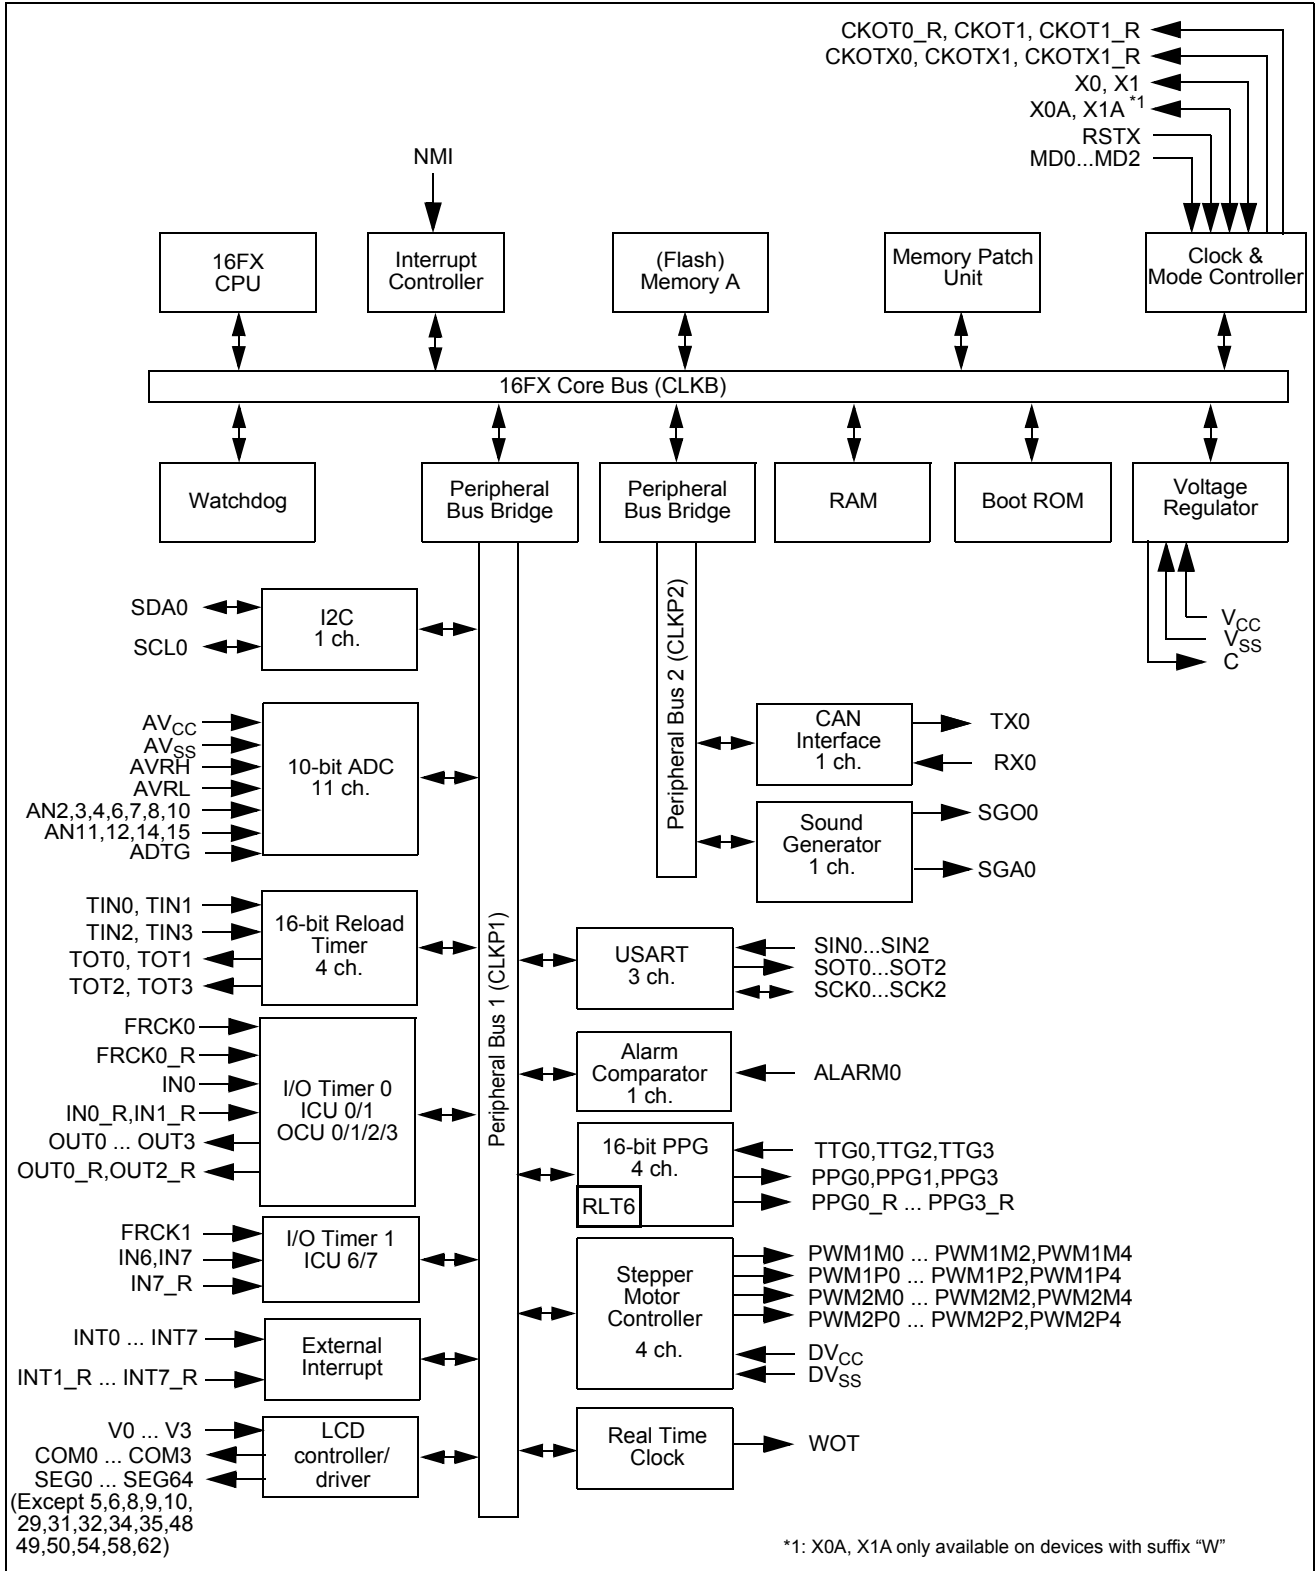 CKOT0_R, CKOT1, CKOT1_R
CKOTX0, CKOTX1, CKOTX1_R
X0, X1
X0A, X1A *1
RSTX
MD0...MD2
NMI
16FX
CPU
Interrupt
Controller
(Flash)
Memory A
Memory Patch
Unit
Clock &
Mode Controller
16FX Core Bus (CLKB)
Watchdog
Peripheral
Bus Bridge
Peripheral
Bus Bridge
RAM
Boot ROM
Voltage
Regulator
VCC
VSS
C
Peripheral Bus 1 (CLKP1)
Peripheral Bus 2 (CLKP2)
SDA0
SCL0
I2C
1 ch.
AVCC
AVSS
AVRH
AVRL
AN2,3,4,6,7,8,10
AN11,12,14,15
ADTG
10-bit ADC
11 ch.
TIN0, TIN1
TIN2, TIN3
TOT0, TOT1
TOT2, TOT3
16-bit Reload
Timer
4 ch.
FRCK0
FRCK0_R
IN0
IN0_R,IN1_R
OUT0 ... OUT3
OUT0_R,OUT2_R
I/O Timer 0
ICU 0/1
OCU 0/1/2/3
FRCK1
IN6,IN7
IN7_R
I/O Timer 1
ICU 6/7
INT0 ... INT7
INT1_R ... INT7_R
External
Interrupt
V0 ... V3
COM0 ... COM3
SEG0 ... SEG64
(Except 5,6,8,9,10,
29,31,32,34,35,48
49,50,54,58,62)
LCD
controller/
driver
CAN
Interface
1 ch.
TX0
RX0
Sound
Generator
1 ch.
SGO0
SGA0
USART
3 ch.
SIN0...SIN2
SOT0...SOT2
SCK0...SCK2
Alarm
Comparator
1 ch.
ALARM0
16-bit PPG
4 ch.
RLT6
TTG0,TTG2,TTG3
PPG0,PPG1,PPG3
PPG0_R ... PPG3_R
Stepper
Motor
Controller
4 ch.
PWM1M0 ... PWM1M2,PWM1M4
PWM1P0 ... PWM1P2,PWM1P4
PWM2M0 ... PWM2M2,PWM2M4
PWM2P0 ... PWM2P2,PWM2P4
DVCC
DVSS
Real Time
Clock
WOT
*1: X0A, X1A only available on devices with suffix “W”